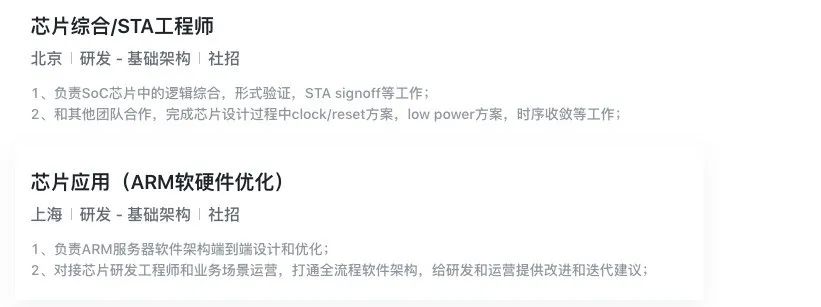 芯片综合/STA工程师
北京 | 研发 - 基础架构 | 社招
1、负责SoC芯片中的逻辑综合，形式验证，STA signoff等工作；
2、和其他团队合作，完成芯片设计过程中clock/reset方案，low power方案，时序收敛等工作；
芯片应用（ARM软硬件优化）
上海 | 研发 - 基础架构 | 社招
1、负责ARM服务器软件架构端到端设计和优化；
2、对接芯片研发工程师和业务场景运营，打通全流程软件架构，给研发和运营提供改进和迭代建议；